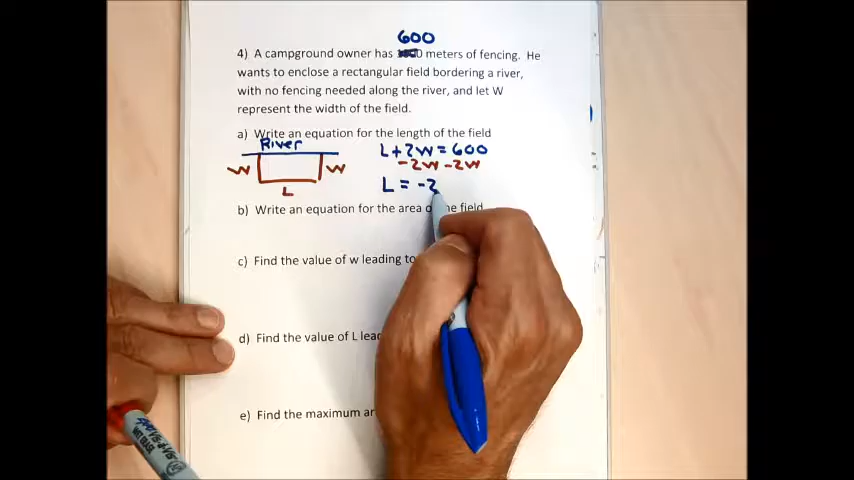 600
4) A campground owner has 0 meters of fencing. He
wants to enclose a rectangular field bordering a river,
with no fencing needed along the river, and let W
represent the width of the field.
a) Write an equation for the length of the field
River
W W
L
L + 2W = 600
-2W -2W
L = -2
b) Write an equation for the area the field
c) Find the value of w leading to
d) Find the value of L
e) Find the maximum